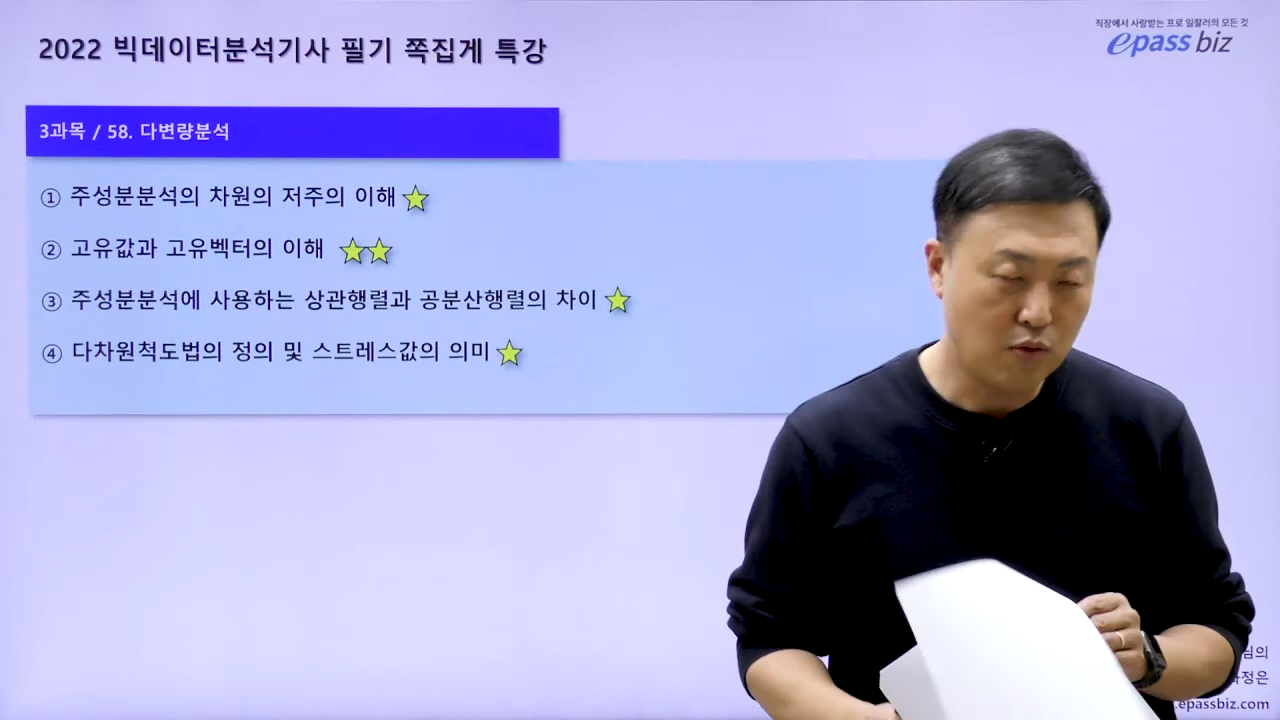 2022 빅데이터분석기사 필기 쪽집게 특강
직장에서 사랑받는 프로 일잘러의 모든 것
epass biz
3과목 / 58. 다변량분석
① 주성분분석의 차원의 저주의 이해
② 고유값과 고유벡터의 이해
③ 주성분분석에 사용하는 상관행렬과 공분산행렬의 차이
④ 다차원척도법의 정의 및 스트레스값의 의미
님의
과정은
.epassbiz.com